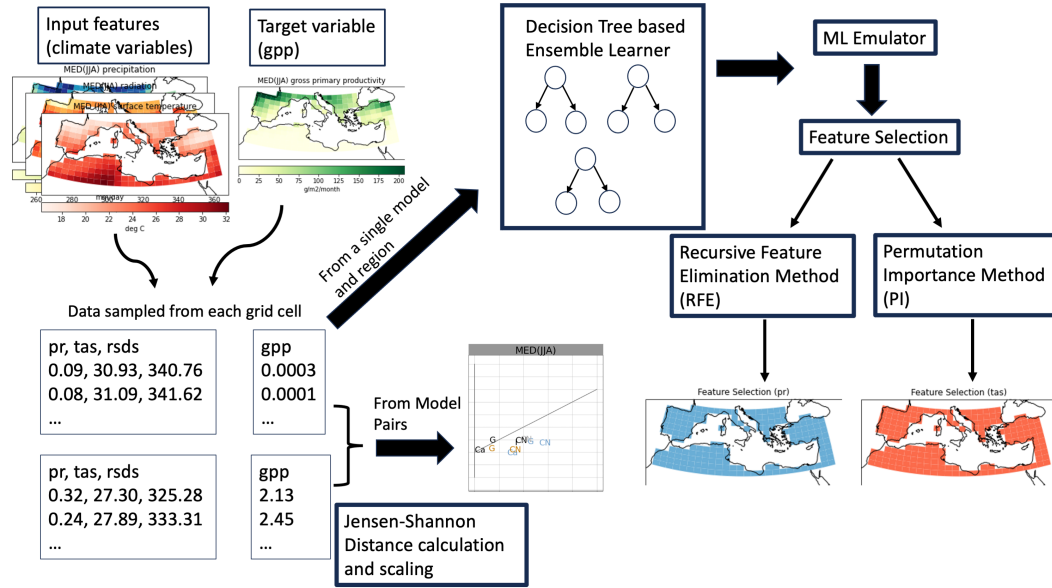 Input features
(climate variables)
Target variable
(gpp)
MED(JJA) precipitation
MED(JJA) radiation
MED (JJA) surface temperature
MED(JJA) gross primary productivity
260 280 300 320 340 360
mm/day
18 20 22 24 26 28 30 32
deg C
0 25 50 75 100 125 150 175 200
g/m2/month
Decision Tree based
Ensemble Learner
ML Emulator
Feature Selection
From a single model
and region
Recursive Feature
Elimination Method
(RFE)
Permutation
Importance Method
(PI)
Data sampled from each grid cell
pr, tas, rsds
0.09, 30.93, 340.76
0.08, 31.09, 341.62
...
gpp
0.0003
0.0001
...
pr, tas, rsds
0.32, 27.30, 325.28
0.24, 27.89, 333.31
...
gpp
2.13
2.45
...
From Model
Pairs
MED(JJA)
G
CN
CN
Ca
G
CN
Jensen-Shannon
Distance calculation
and scaling
Feature Selection (pr)
Feature Selection (tas)